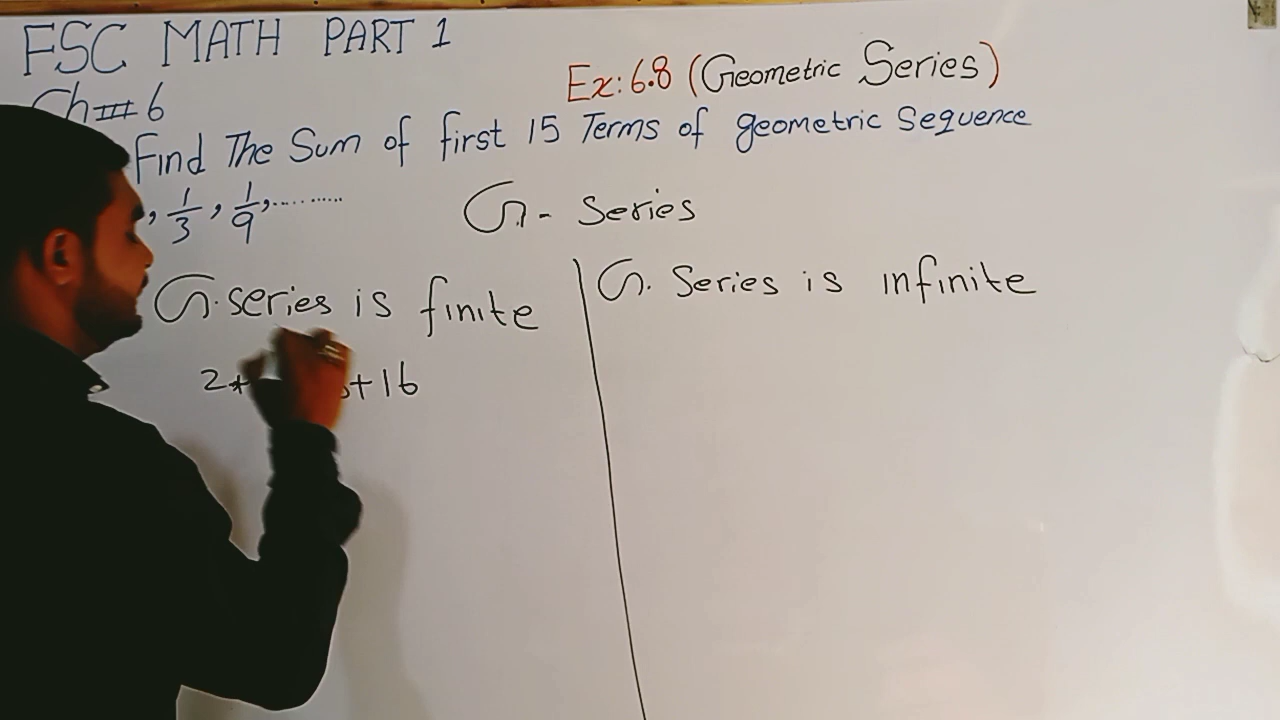 FSC MATH PART 1
Ch # 6
Ex: 6.8 (Geometric Series)
Find The Sum of first 15 Terms of geometric Sequence
, 1/3, 1/9, ..........
G - Series
G. series is finite
G. Series is infinite
2+ +16